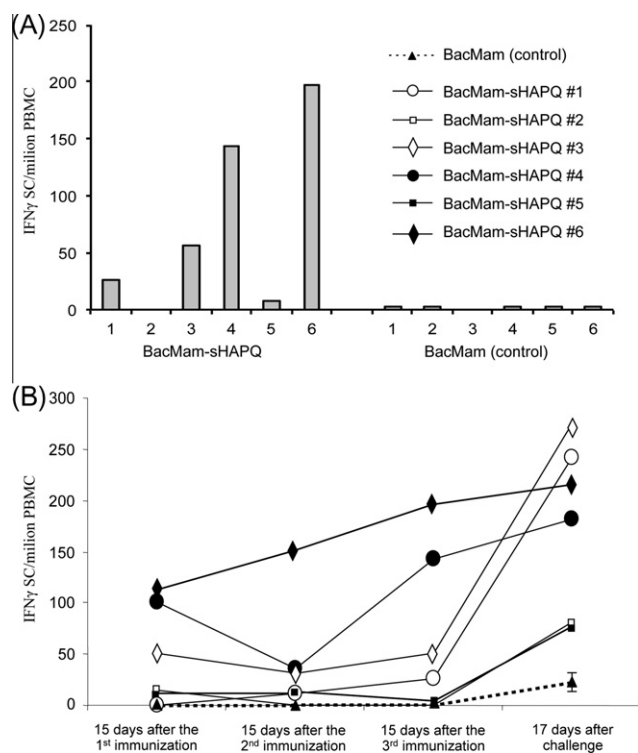 (A)
250
200
150
100
50
0
IFNγ SC/milion PBMC
BacMam (control)
BacMam-sHAPQ #1
BacMam-sHAPQ #2
BacMam-sHAPQ #3
BacMam-sHAPQ #4
BacMam-sHAPQ #5
BacMam-sHAPQ #6
1 2 3 4 5 6 1 2 3 4 5 6
BacMam-sHAPQ BacMam (control)
(B)
300
250
200
150
100
50
0
IFNγ SC/milion PBMC
15 days after the 15 days after the 15 days after the 17 days after
1st immunization 2nd immunization 3rd immunization challenge